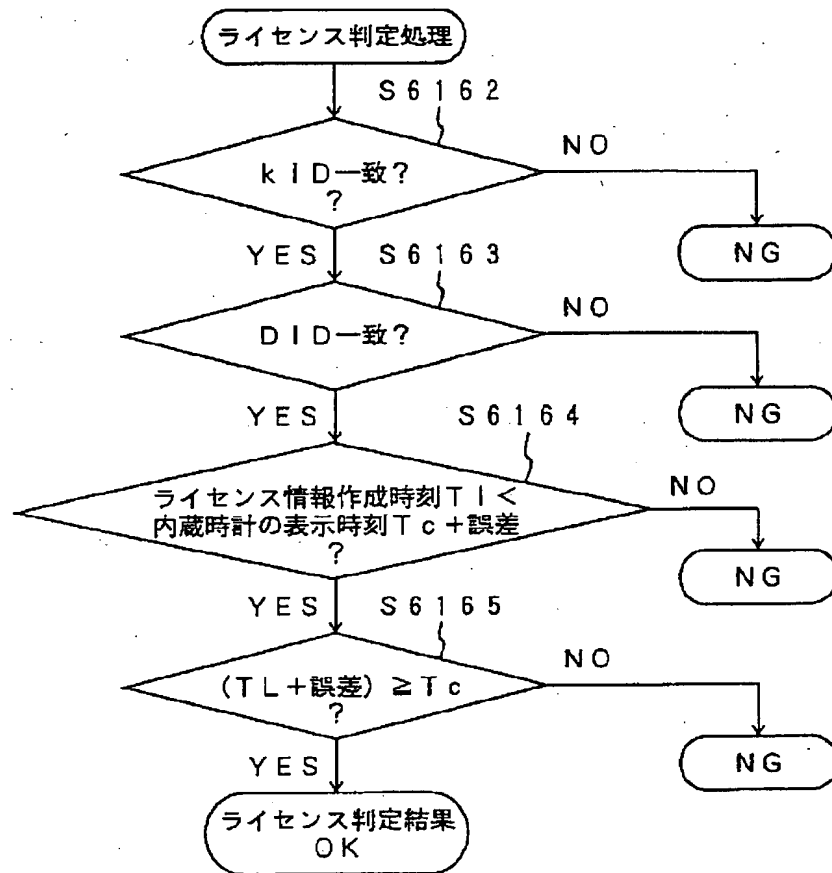 ライセンス判定処理
S6162
kID一致?
?
NO
NG
YES
S6163
DID一致?
NO
NG
YES
S6164
ライセンス情報作成時刻Tl<
内蔵時計の表示時刻Tc+誤差
?
NO
NG
YES
S6165
(TL+誤差)≧Tc
?
NO
NG
YES
ライセンス判定結果
OK